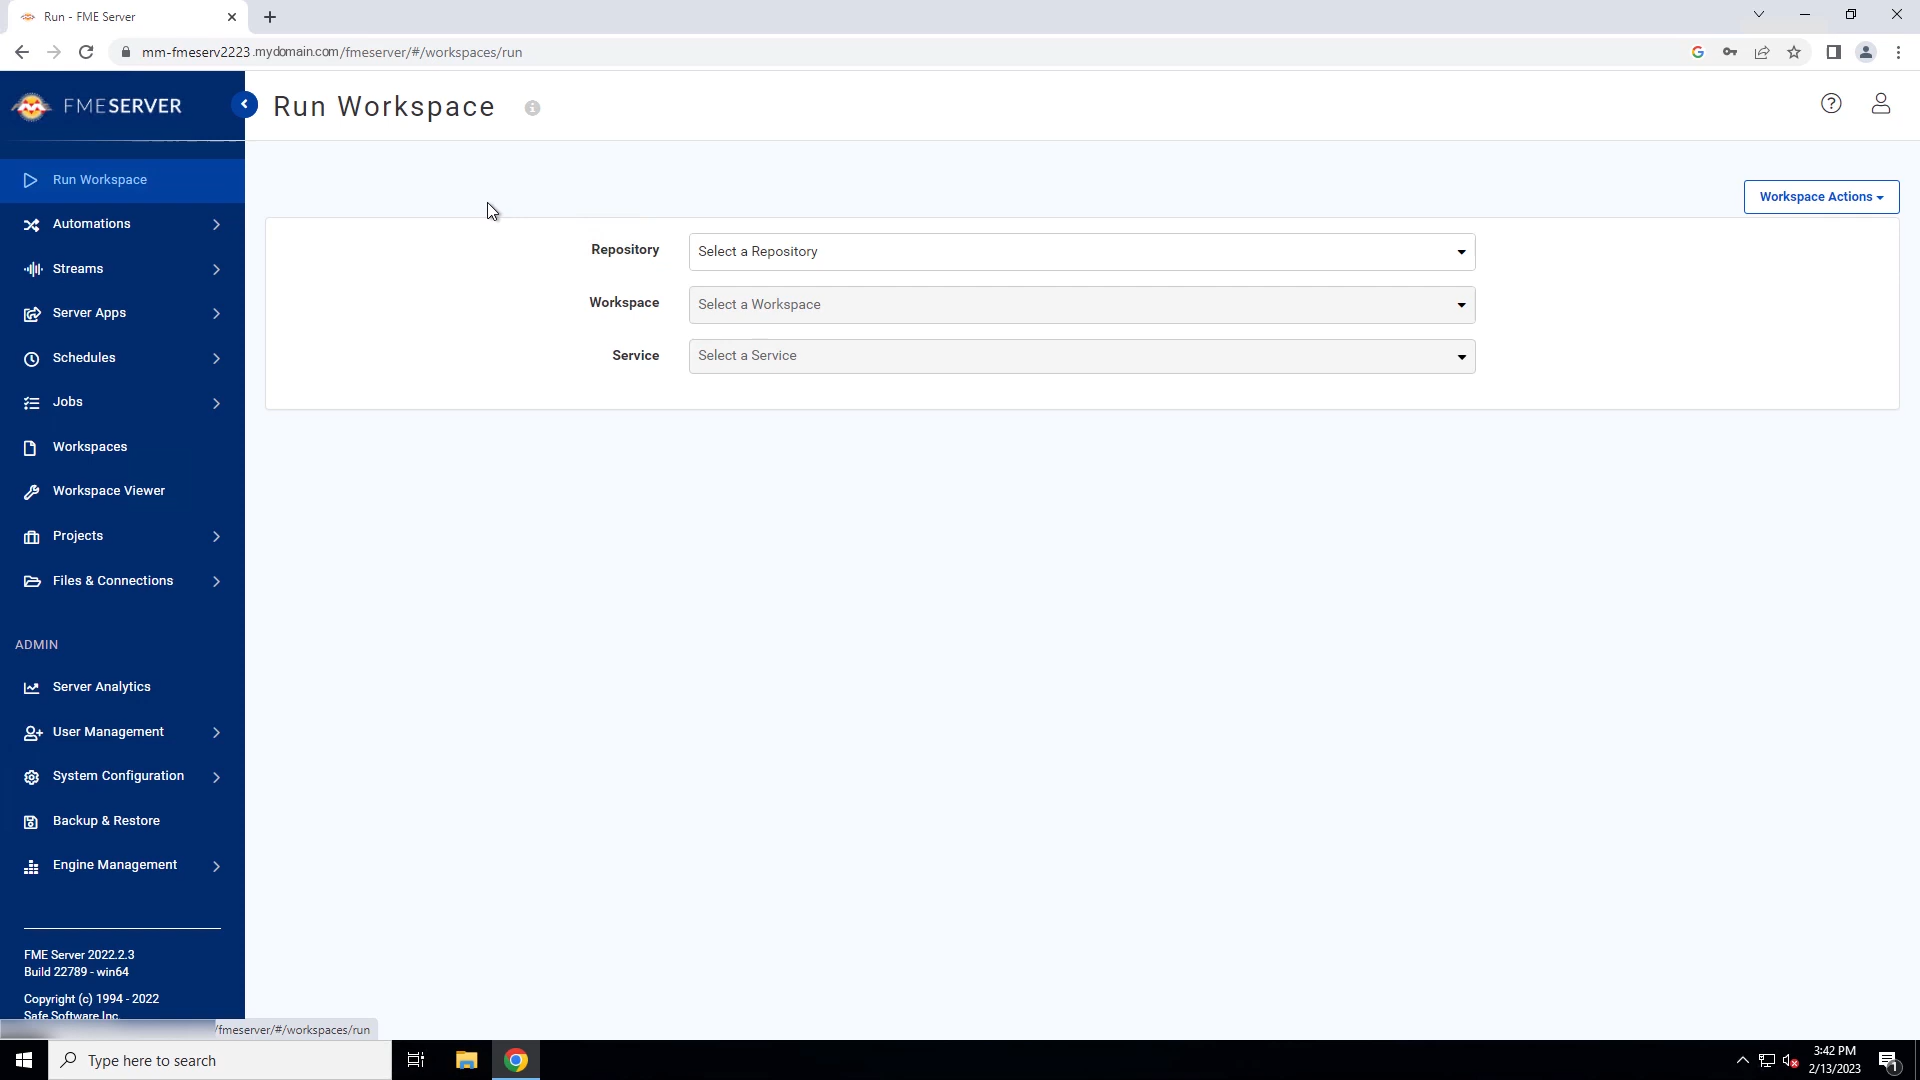 Run - FME Server
mm-fmeserv2223.mydomain.com/fmeserver/#/workspaces/run
FMESERVER
Run Workspace
Run Workspace
Automations
Streams
Server Apps
Schedules
Jobs
Workspaces
Workspace Viewer
Projects
Files & Connections
ADMIN
Server Analytics
User Management
System Configuration
Backup & Restore
Engine Management
FME Server 2022.2.3
Build 22789 - win64
Copyright (c) 1994 - 2022
Safe Software Inc.
Workspace Actions
Repository
Select a Repository
Workspace
Select a Workspace
Service
Select a Service
/fmeserver/#/workspaces/run
Type here to search
3:42 PM
2/13/2023
1